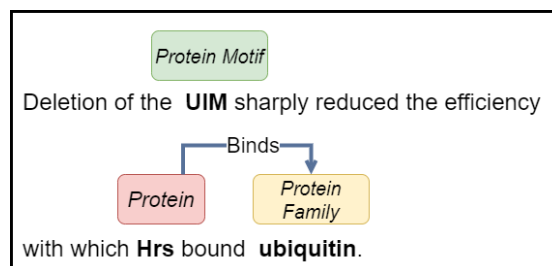 Protein Motif
Deletion of the UIM sharply reduced the efficiency
Binds
Protein
Protein
Family
with which Hrs bound ubiquitin.